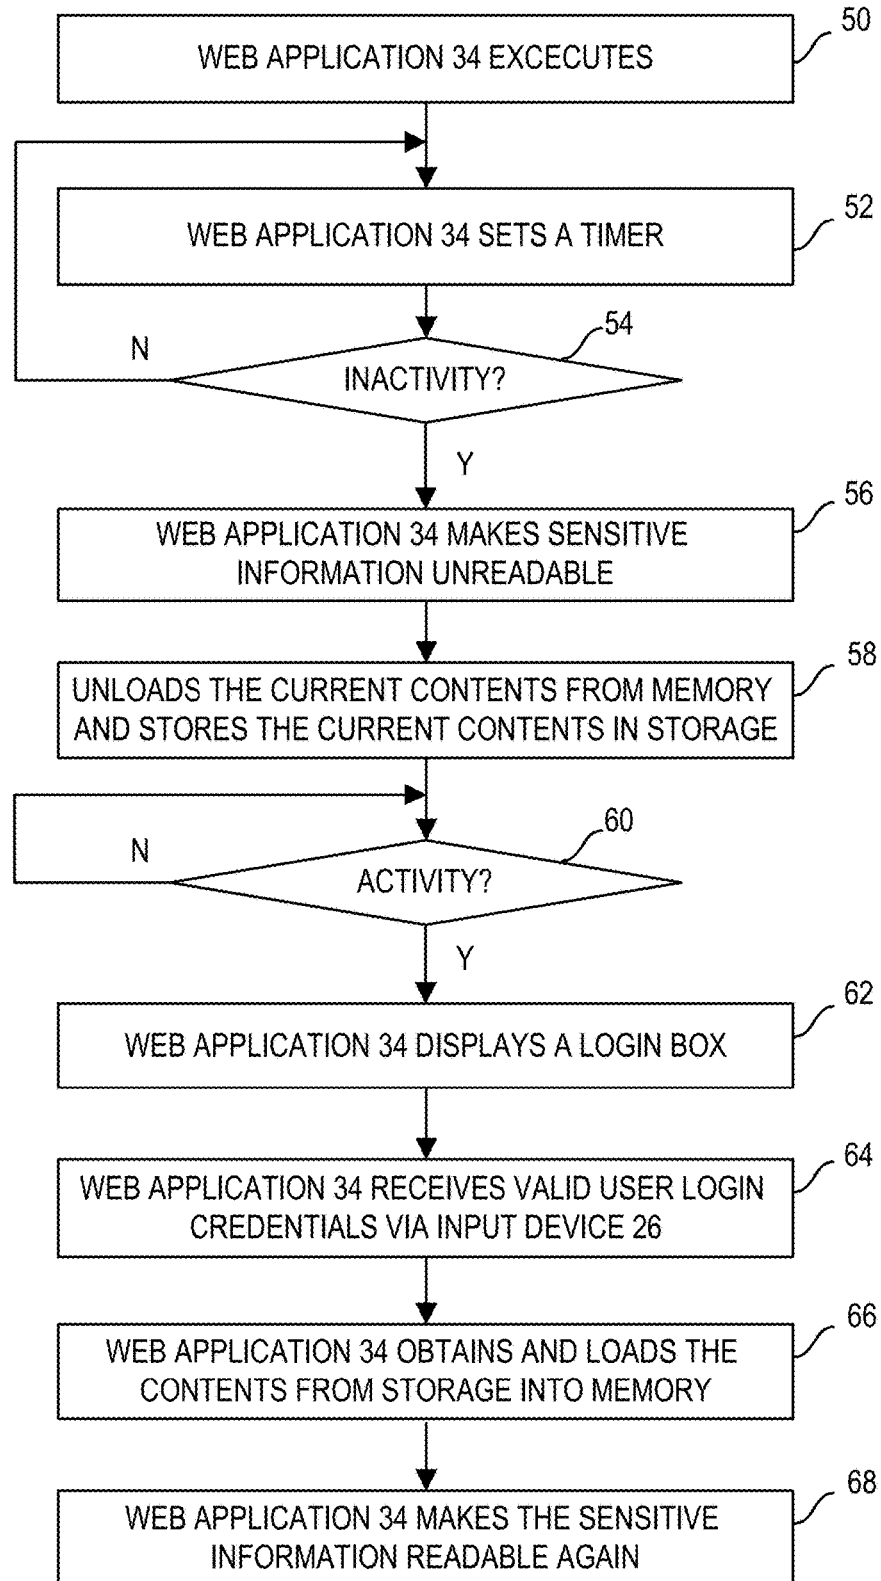 50
WEB APPLICATION 34 EXCECUTES
52
WEB APPLICATION 34 SETS A TIMER
54
N
INACTIVITY?
Y
56
WEB APPLICATION 34 MAKES SENSITIVE
INFORMATION UNREADABLE
58
UNLOADS THE CURRENT CONTENTS FROM MEMORY
AND STORES THE CURRENT CONTENTS IN STORAGE
60
N
ACTIVITY?
Y
62
WEB APPLICATION 34 DISPLAYS A LOGIN BOX
64
WEB APPLICATION 34 RECEIVES VALID USER LOGIN
CREDENTIALS VIA INPUT DEVICE 26
66
WEB APPLICATION 34 OBTAINS AND LOADS THE
CONTENTS FROM STORAGE INTO MEMORY
68
WEB APPLICATION 34 MAKES THE SENSITIVE
INFORMATION READABLE AGAIN